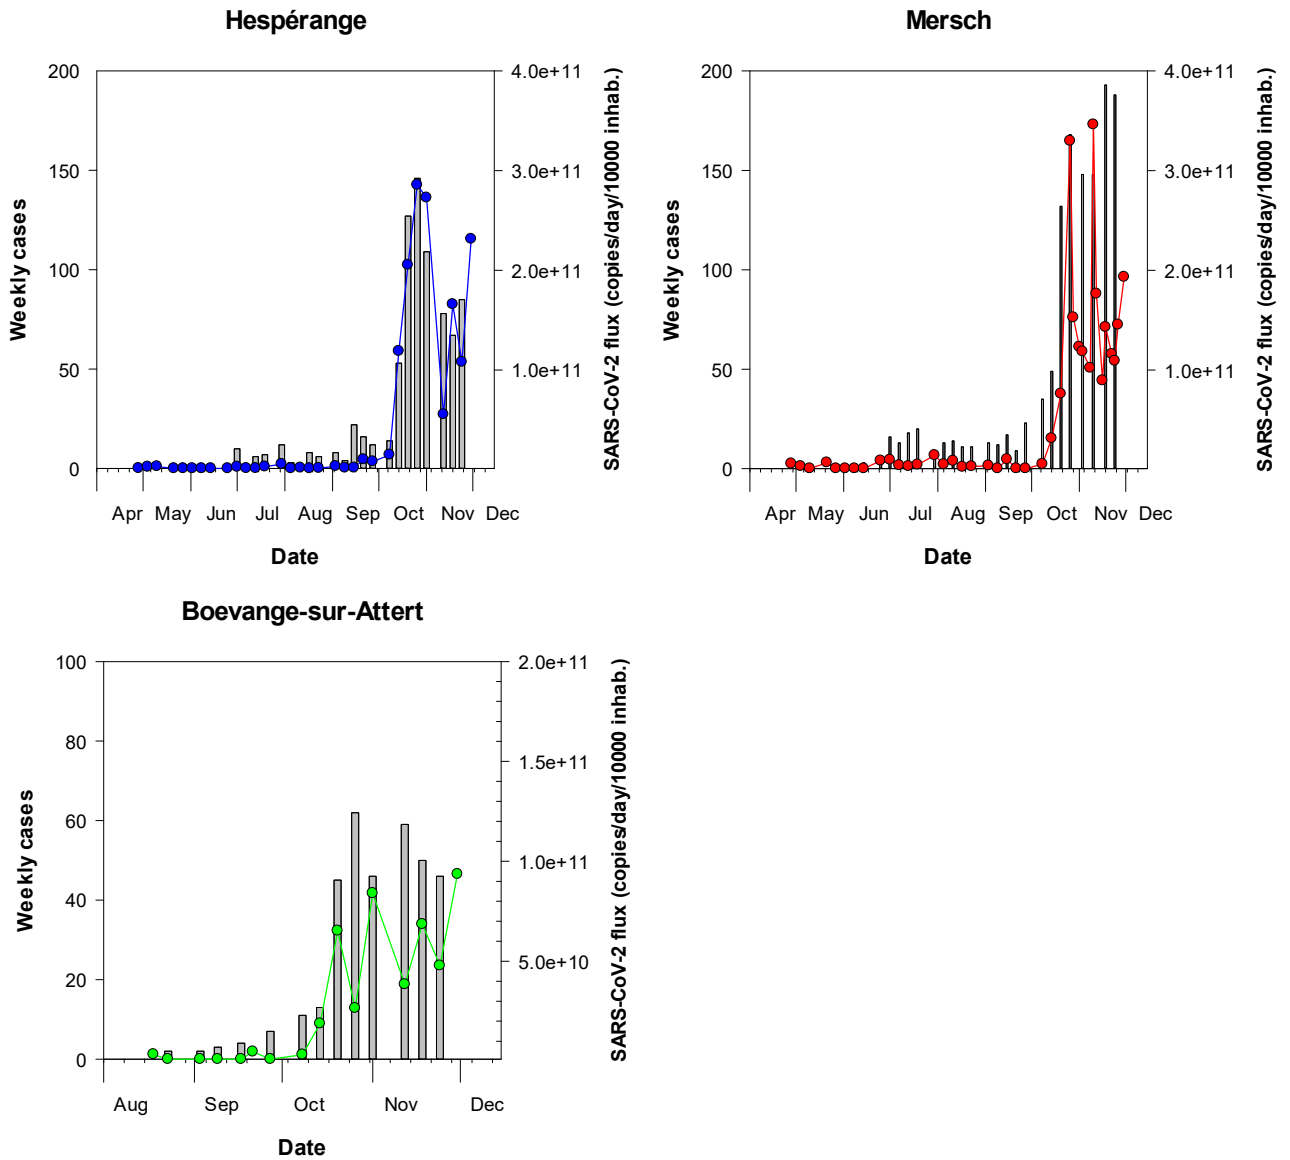 Hespérange
200
150
100
50
0
Weekly cases
4.0e+11
3.0e+11
2.0e+11
1.0e+11
SARS-CoV-2 flux (copies/day/10000 inhab.)
Apr May Jun Jul Aug Sep Oct Nov Dec
Date
Mersch
200
150
100
50
0
Weekly cases
4.0e+11
3.0e+11
2.0e+11
1.0e+11
SARS-CoV-2 flux (copies/day/10000 inhab.)
Apr May Jun Jul Aug Sep Oct Nov Dec
Date
Boevange-sur-Attert
100
80
60
40
20
0
Weekly cases
2.0e+11
1.5e+11
1.0e+11
5.0e+10
SARS-CoV-2 flux (copies/day/10000 inhab.)
Aug Sep Oct Nov Dec
Date